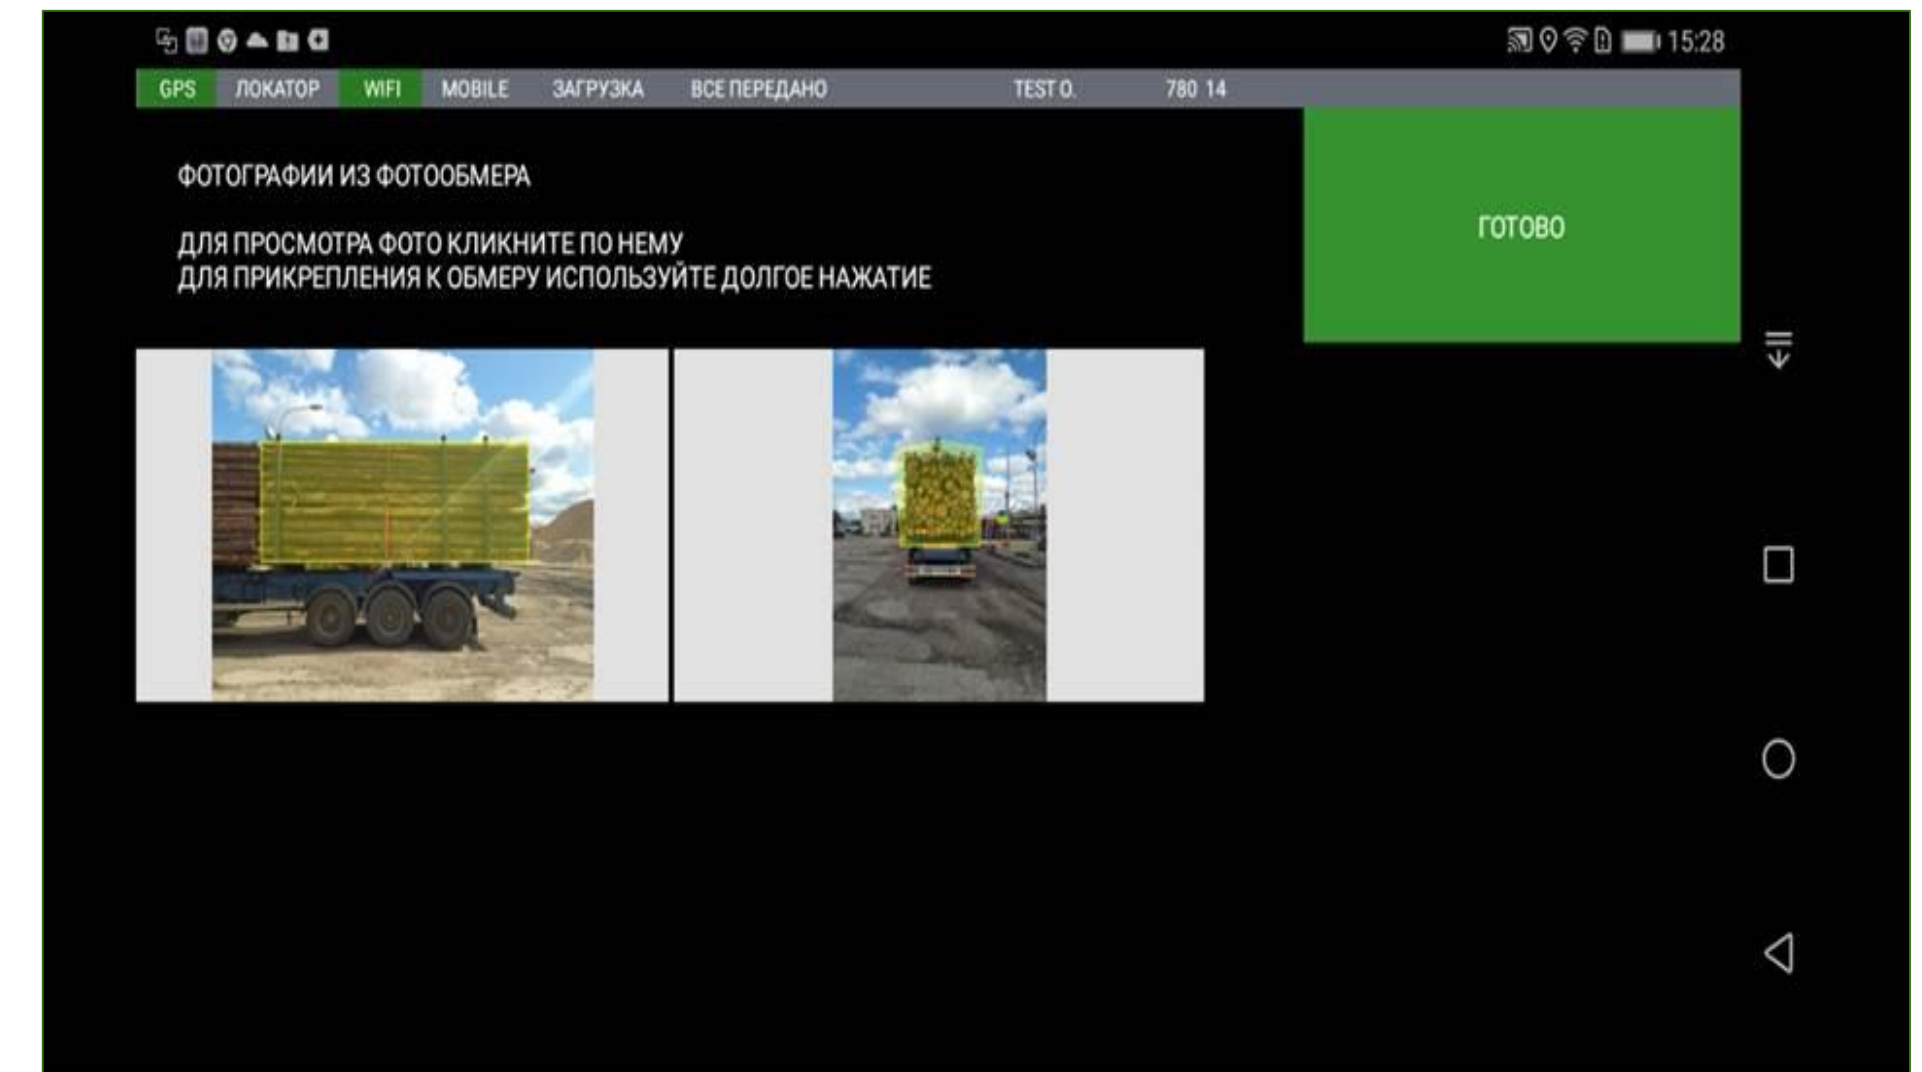 15:28
GPS ЛОКАТОР WIFI MOBILE ЗАГРУЗКА ВСЕ ПЕРЕДАНО TEST O. 780 14
ФОТОГРАФИИ ИЗ ФОТООБМЕРА
ГОТОВО
ДЛЯ ПРОСМОТРА ФОТО КЛИКНИТЕ ПО НЕМУ
ДЛЯ ПРИКРЕПЛЕНИЯ К ОБМЕРУ ИСПОЛЬЗУЙТЕ ДОЛГОЕ НАЖАТИЕ